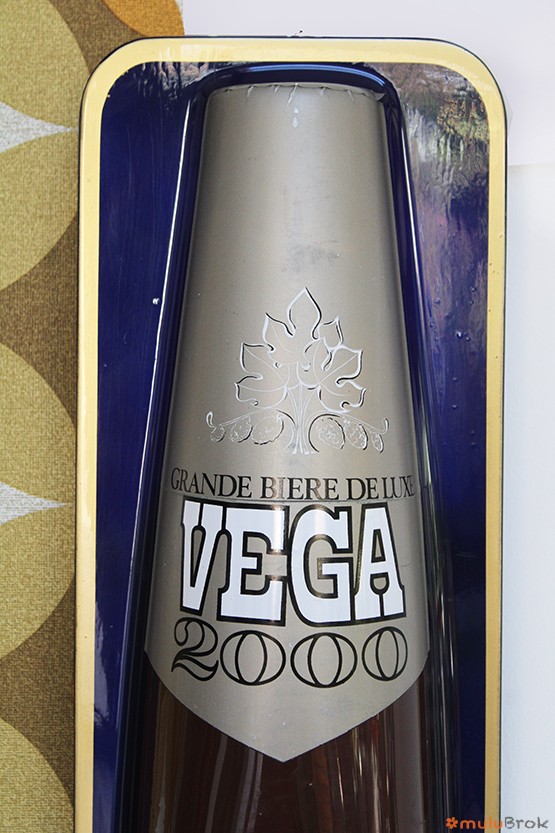 GRANDE BIERE DE LUXE
VEGA
2000
muluBrok